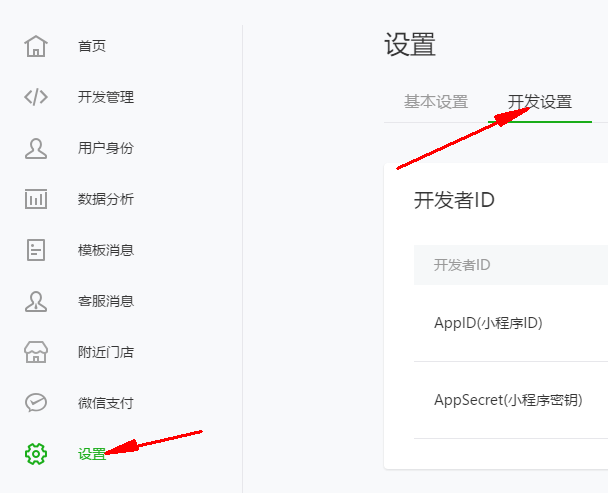 首页
开发管理
用户身份
数据分析
模板消息
客服消息
附近门店
微信支付
设置
设置
基本设置 开发设置
开发者ID
开发者ID
AppID(小程序ID)
AppSecret(小程序密钥)